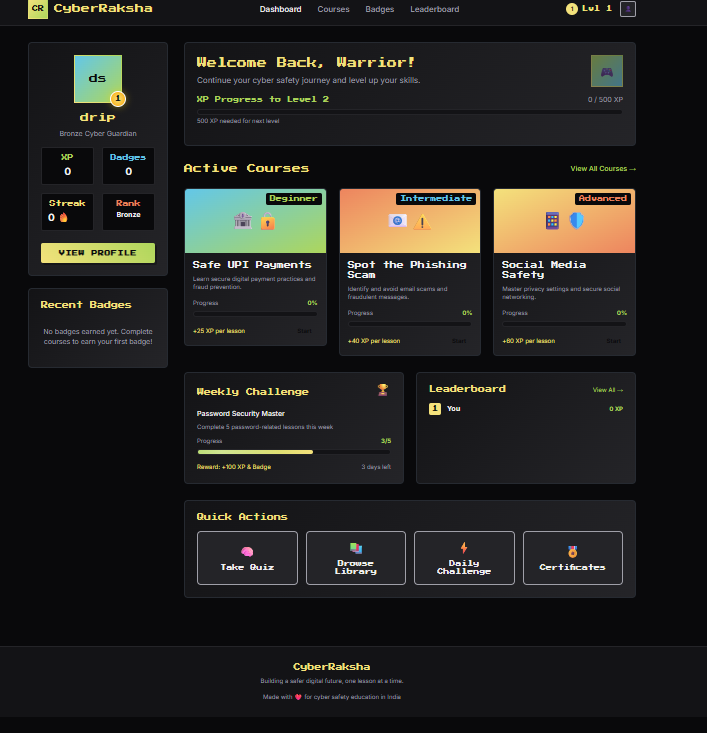 CR CyberRaksha
Dashboard Courses Badges Leaderboard
1 Lvl 1
ds
1
drip
Bronze Cyber Guardian
XP
0
Badges
0
Streak
0
Rank
Bronze
VIEW PROFILE
Recent Badges
No badges earned yet. Complete
courses to earn your first badge!
Welcome Back, Warrior!
Continue your cyber safety journey and level up your skills.
XP Progress to Level 2
0 / 500 XP
500 XP needed for next level
Active Courses
View All Courses →
Beginner
Safe UPI Payments
Learn secure digital payment practices and
fraud prevention.
Progress 0%
+25 XP per lesson
Start
Intermediate
Spot the Phishing
Scam
Identify and avoid email scams and
fraudulent messages.
Progress 0%
+40 XP per lesson
Start
Advanced
Social Media
Safety
Master privacy settings and secure social
networking.
Progress 0%
+60 XP per lesson
Start
Weekly Challenge
Password Security Master
Complete 5 password-related lessons this week
Progress 3/5
Reward: +100 XP & Badge
3 days left
Leaderboard
View All →
1 You 0 XP
Quick Actions
Take Quiz
Browse
Library
Daily
Challenge
Certificates
CyberRaksha
Building a safer digital future, one lesson at a time.
Made with ❤️ for cyber safety education in India